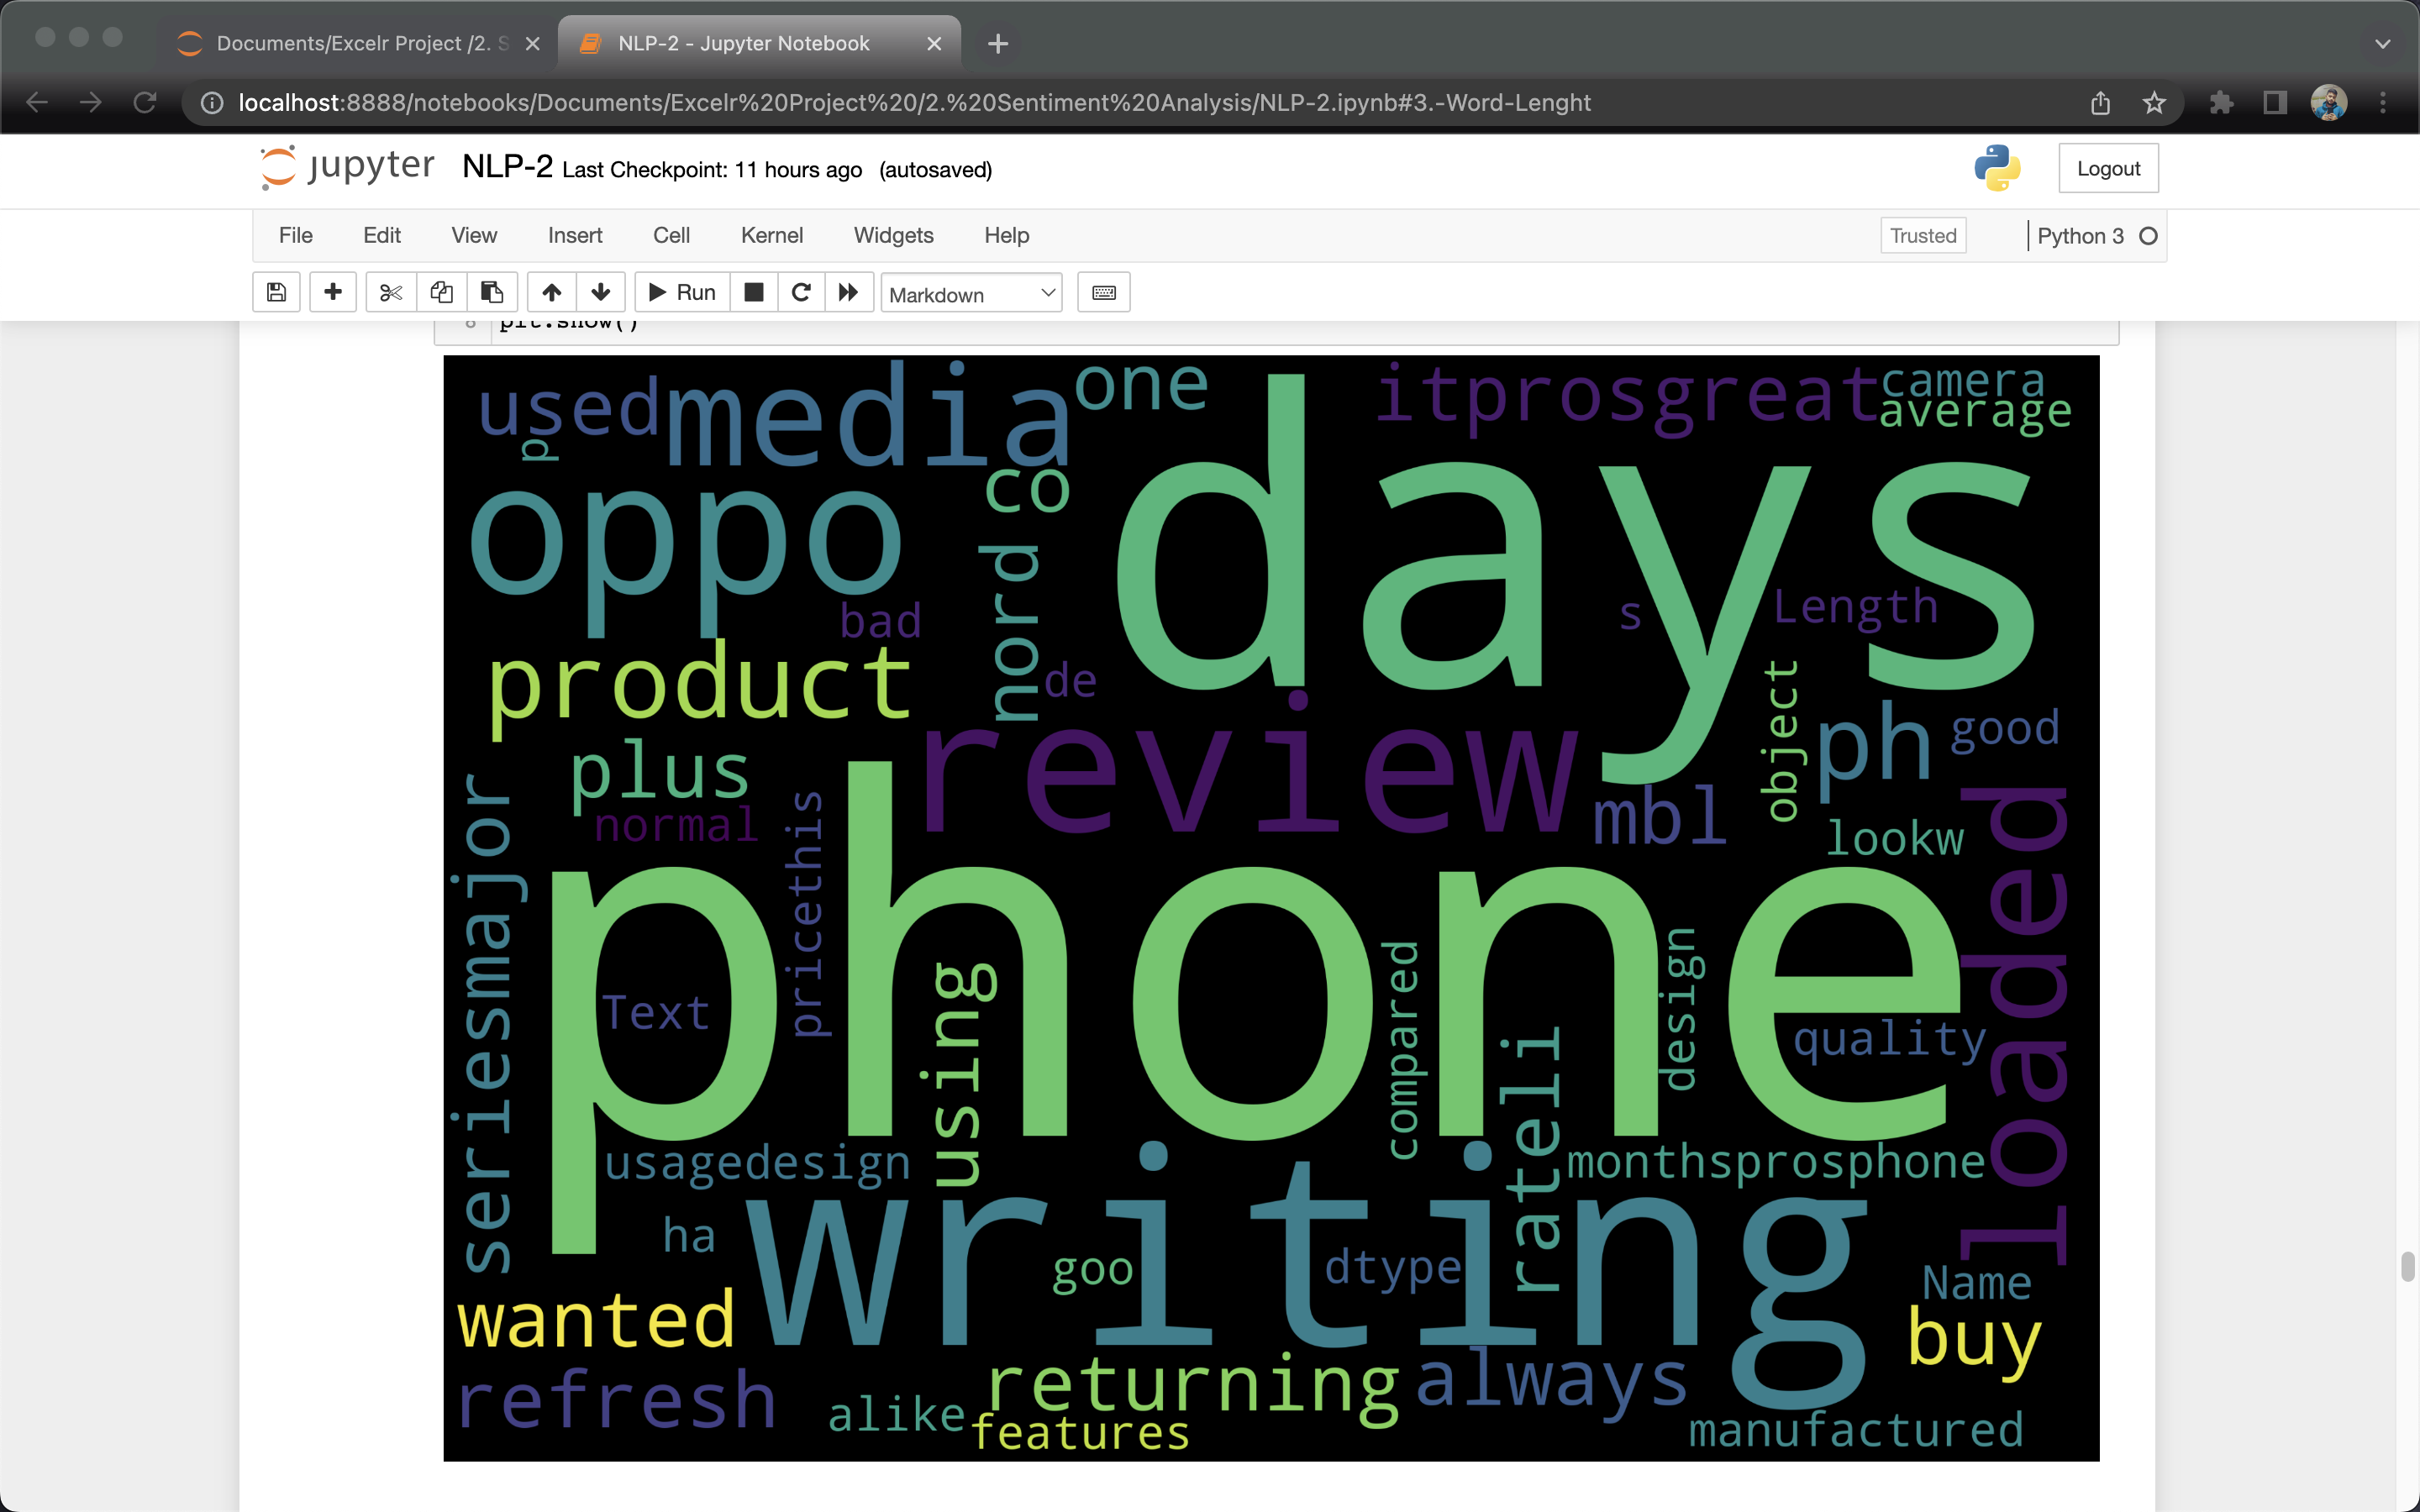 Documents/Excelr Project /2. S
NLP-2 - Jupyter Notebook
localhost:8888/notebooks/Documents/Excelr%20Project%20/2.%20Sentiment%20Analysis/NLP-2.ipynb#3.-Word-Lenght
jupyter NLP-2 Last Checkpoint: 11 hours ago (autosaved)
Logout
File Edit View Insert Cell Kernel Widgets Help
Trusted
Python 3
Run
Markdown
8 plt.show()
used
media
one
itprosgreat
camera
average
p
co
days
oppo
nord
bad
s
Length
product
de
review
object
ph
good
plus
mbl
lookw
normal
pricethis
seriesmajor
phone
loaded
Text
using
compared
design
quality
rateli
usagedesign
monthsprosphone
ha
writing
goo
dtype
Name
wanted
buy
refresh
returning
always
alike
features
manufactured